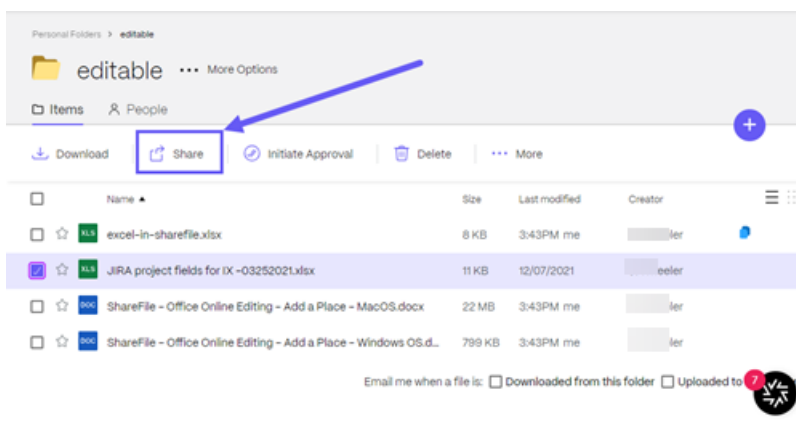 Personal Folders > editable
editable ••• More Options
Items People
+
Download Share Initiate Approval Delete ••• More
Name ▲ Size Last modified Creator
XLS excel-in-sharefile.xlsx 8 KB 3:43PM me ler
XLS JIRA project fields for IX -03252021.xlsx 11 KB 12/07/2021 eeler
DOC ShareFile – Office Online Editing – Add a Place – MacOS.docx 22 MB 3:43PM me ler
DOC ShareFile – Office Online Editing – Add a Place – Windows OS.d... 799 KB 3:43PM me ler
Email me when a file is: Downloaded from this folder Uploaded to 7